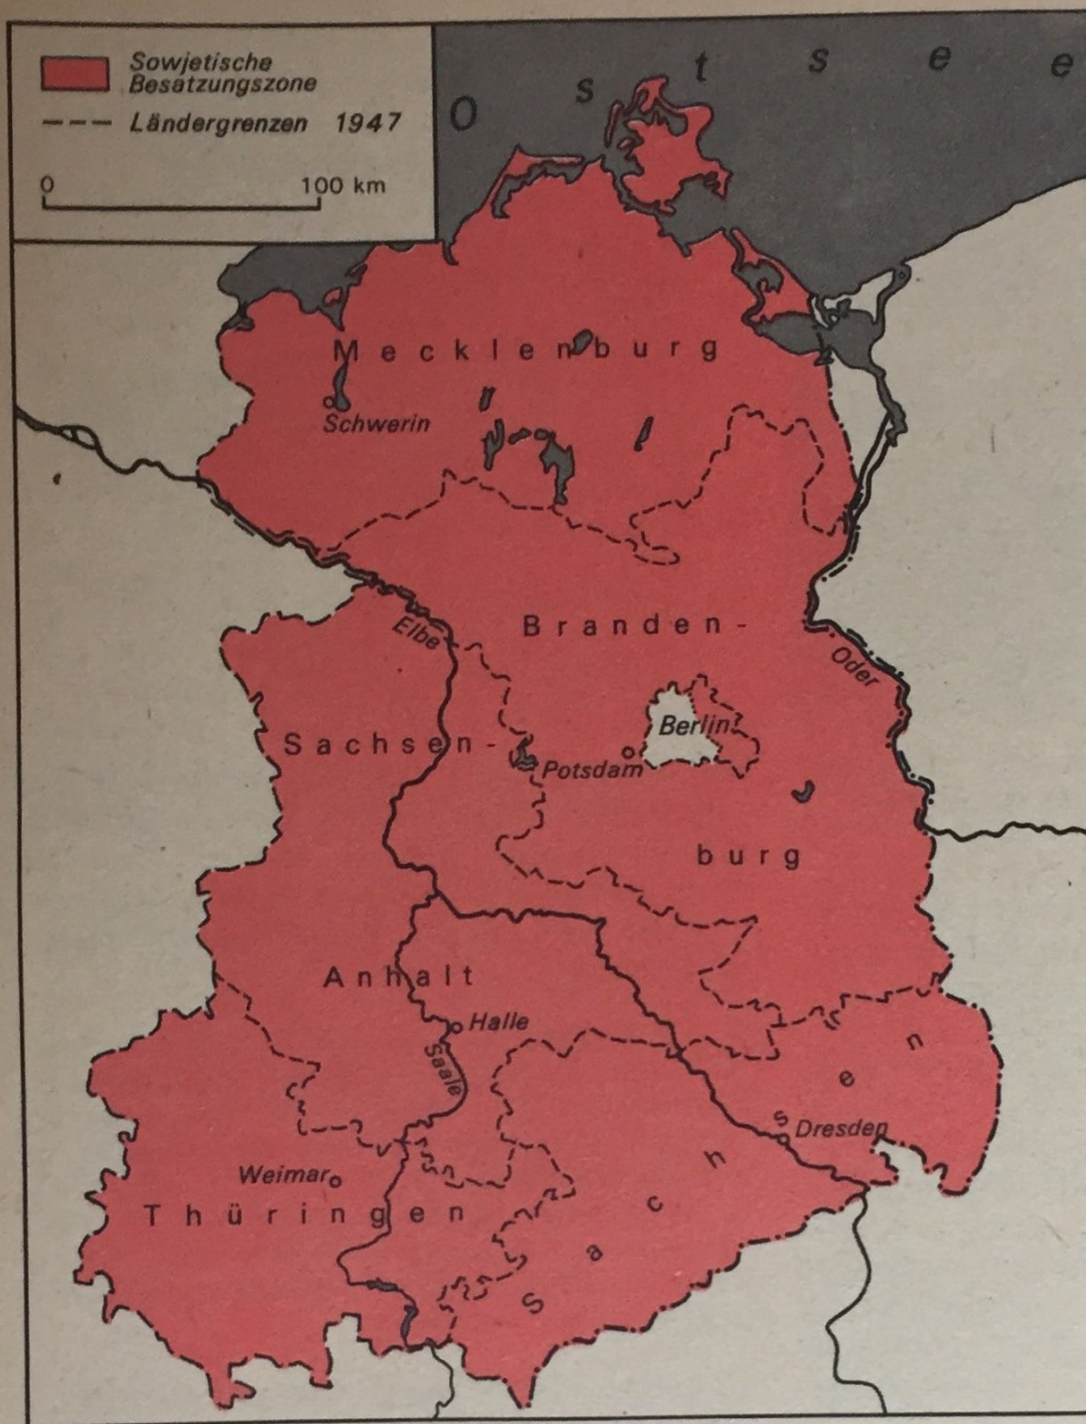 Sowjetische
Besatzungszone
Ländergrenzen 1947
0 100 km
Ostsee
Mecklenburg
Schwerin
Elbe
Branden-
Oder
Berlin
Sachsen-
Potsdam
burg
Anhalt
Halle
Saale
Sachsen
Dresden
Weimar
Thüringen